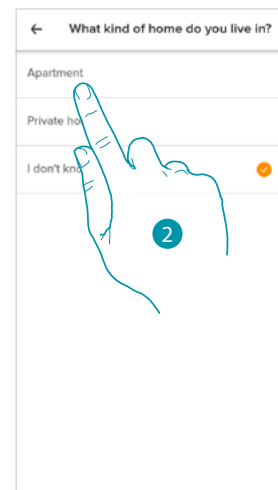 ← What kind of home do you live in?
Apartment
Private ho
I don't kno
2